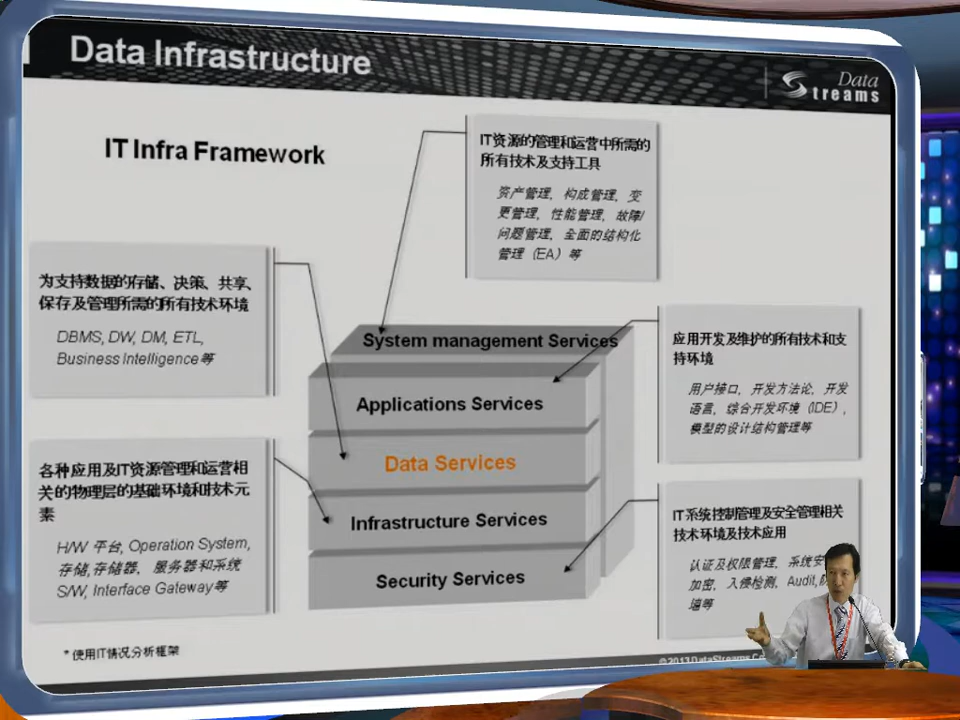 Data Infrastructure
Data
Streams
IT Infra Framework
IT资源的管理和运营中所需的
所有技术及支持工具
资产管理, 构成管理, 变
更管理, 性能管理, 故障/
问题管理, 全面的结构化
管理 (EA) 等
为支持数据的存储、决策、共享、
保存及管理所需的所有技术环境
DBMS, DW, DM, ETL,
Business Intelligence等
各种应用及IT资源管理和运营相
关的物理层的基础环境和技术元
素
H/W 平台, Operation System,
存储,存储器, 服务器和系统
S/W, Interface Gateway等
System management Services
Applications Services
Data Services
Infrastructure Services
Security Services
应用开发及维护的所有技术和支
持环境
用户接口, 开发方法论, 开发
语言, 综合开发环境 (IDE),
模型的设计结构管理等
IT系统控制管理及安全管理相关
技术环境及技术应用
认证及权限管理, 系统安
加密, 入侵检测, Audit,
等
* 使用IT情况分析框架
©2013 DataStreams